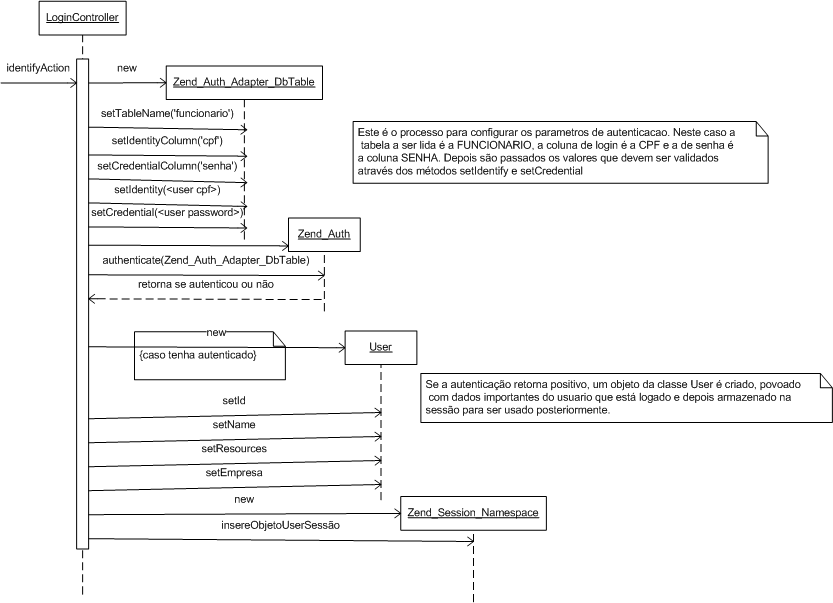 LoginController
identifyAction
new
Zend_Auth_Adapter_DbTable
setTableName('funcionario')
setIdentityColumn('cpf')
setCredentialColumn('senha')
setIdentity(<user cpf>)
setCredential(<user password>)
Este é o processo para configurar os parametros de autenticacao. Neste caso a
tabela a ser lida é a FUNCIONARIO, a coluna de login é a CPF e a de senha é
a coluna SENHA. Depois são passados os valores que devem ser validados
através dos métodos setIdentify e setCredential
Zend_Auth
authenticate(Zend_Auth_Adapter_DbTable)
retorna se autenticou ou não
new
{caso tenha autenticado}
User
Se a autenticação retorna positivo, um objeto da classe User é criado, povoado
com dados importantes do usuario que está logado e depois armazenado na
sessão para ser usado posteriormente.
setId
setName
setResources
setEmpresa
new
Zend_Session_Namespace
insereObjetoUserSessão